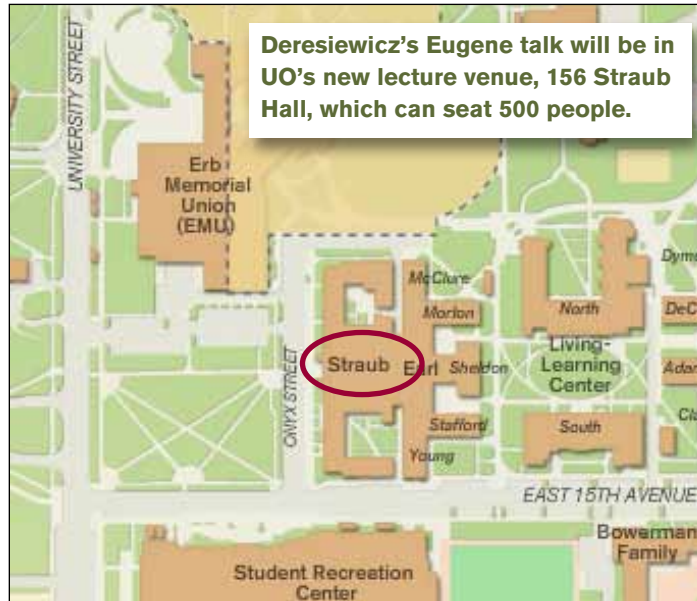 Deresiewicz’s Eugene talk will be in
UO’s new lecture venue, 156 Straub
Hall, which can seat 500 people.
UNIVERSITY STREET
Erb
Memorial
Union
(EMU)
McClure
Morton
Straub
Earl
Sheldon
Stafford
Young
ONYX STREET
North
Living-
Learning
Center
South
DeC
Adam
EAST 15TH AVENUE
Student Recreation
Center
Bowerman
Family